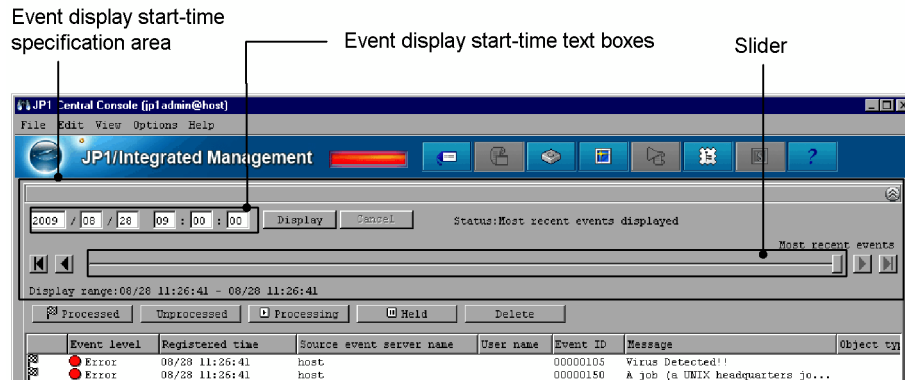 Event display start-time
specification area
Event display start-time text boxes
Slider
JP1 Central Console (jp1admin@host)
File Edit View Options Help
JP1/Integrated Management
?
2009 / 08 / 28 09 : 00 : 00 Display Cancel Status:Most recent events displayed
Most recent events
Display range:08/28 11:26:41 - 08/28 11:26:41
Processed Unprocessed Processing Held Delete
Event level Registered time Source event server name User name Event ID Message Object typ
Error 08/28 11:26:41 host 00000105 Virus Detected!!
Error 08/28 11:26:41 host 00000150 A job (a UNIX headquarters jo...